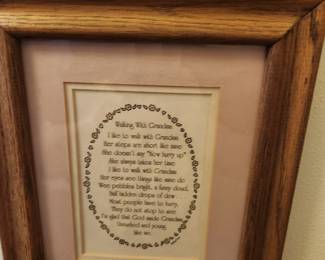 Walking With Grandma
I like to walk with Grandma
Her steps are short like mine
She doesn't say "Now hurry up"
She always takes her time
I like to walk with Grandma
Her eyes see things like mine do
Wee pebbles bright, a funny cloud,
Half hidden drops of dew
Most people have to hurry,
They do not stop to see
I'm glad that God made Grandma
Unrushed and young
like me.